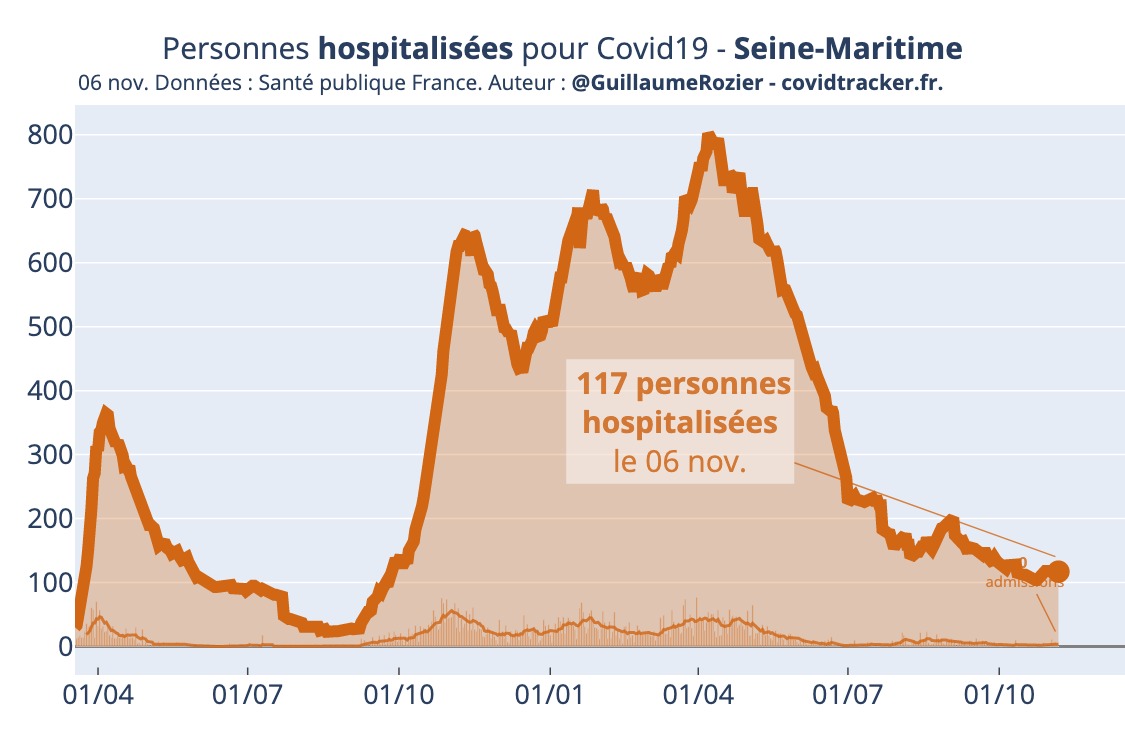 Personnes hospitalisées pour Covid19 - Seine-Maritime
06 nov. Données : Santé publique France. Auteur : @GuillaumeRozier - covidtracker.fr.
800
700
600
500
400
300
200
100
0
117 personnes
hospitalisées
le 06 nov.
0
admissions
01/04
01/07
01/10
01/01
01/04
01/07
01/10